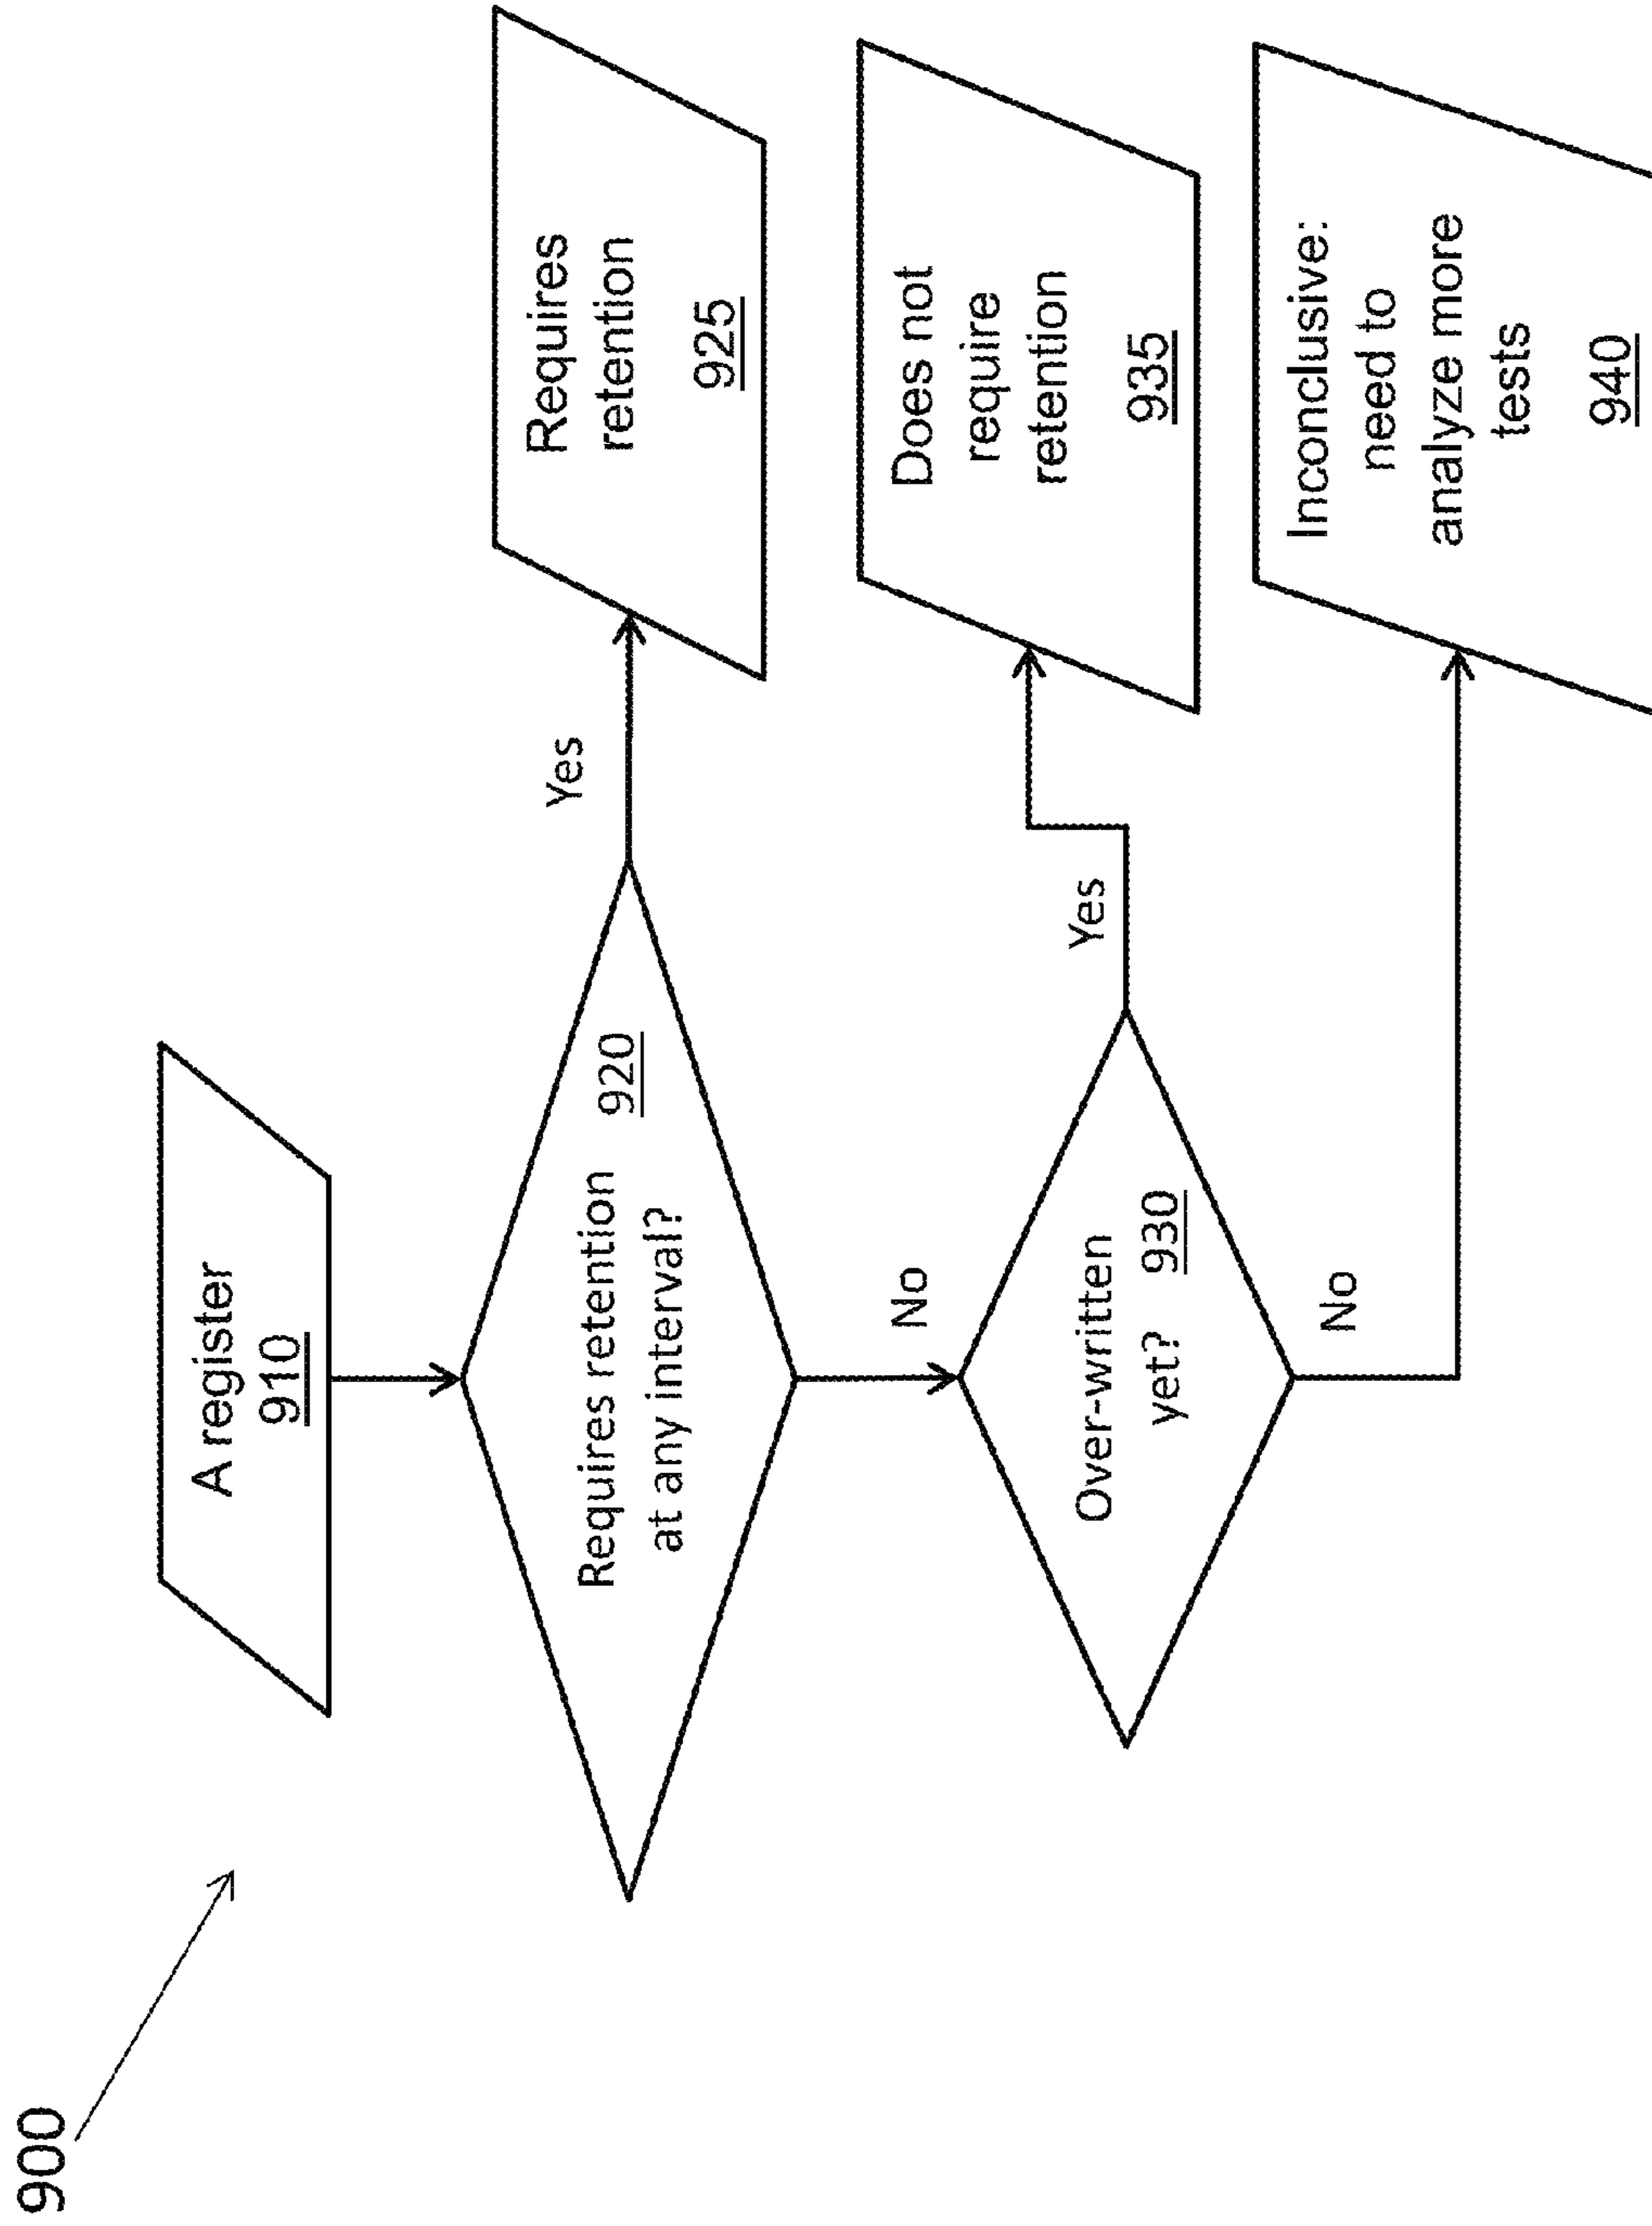 900
A register
910
Requires retention
at any interval?
920
Yes
Requires
retention
925
No
Over-written
yet? 930
Yes
Does not
require
retention
935
No
Inconclusive:
need to
analyze more
tests
940